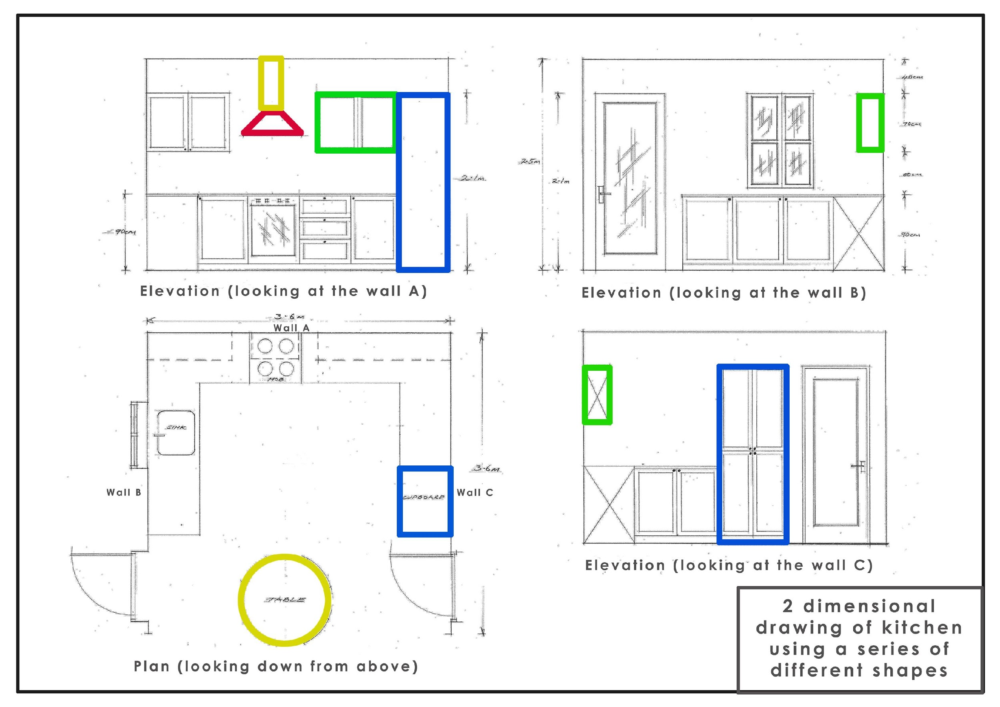 40cm
70cm
2.5m
60cm
2.1m
2.1m
90cm
90cm
Elevation (looking at the wall A)
Elevation (looking at the wall B)
3.6m
Wall A
HOB
SINK
3.6m
Wall B
CUPBOARD
Wall C
TABLE
Elevation (looking at the wall C)
Plan (looking down from above)
2 dimensional
drawing of kitchen
using a series of
different shapes